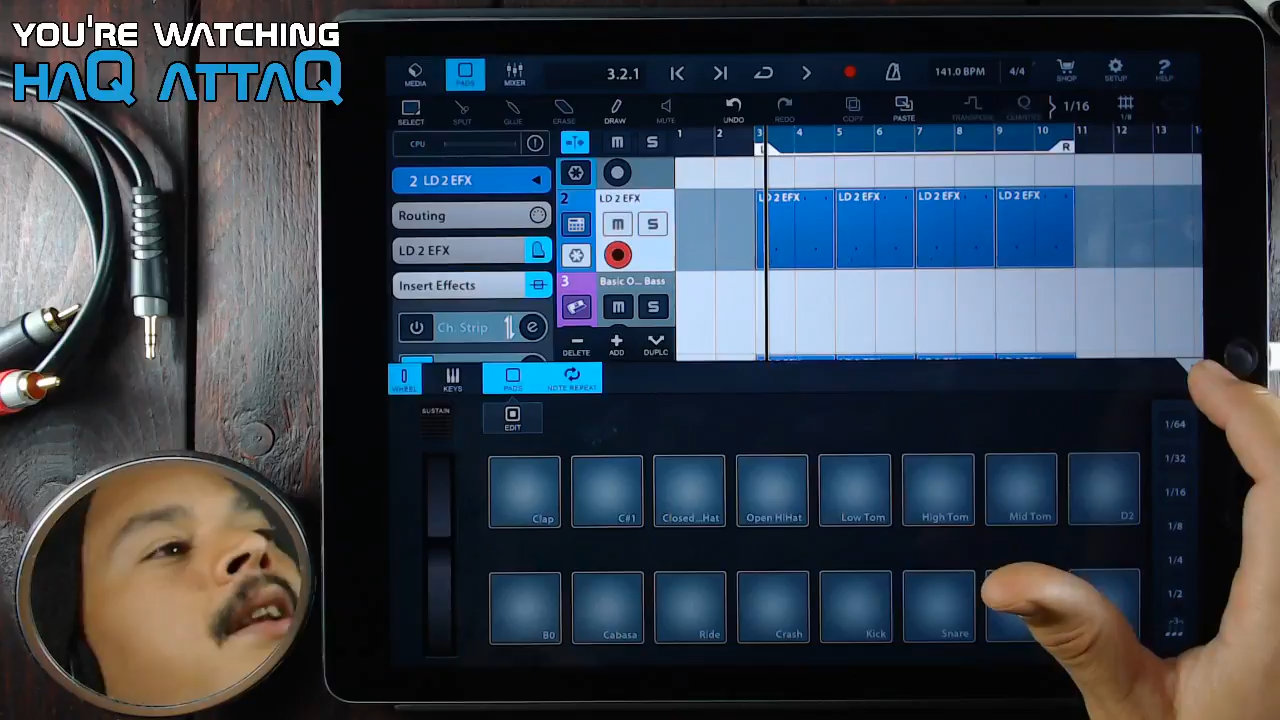 YOU'RE WATCHING
HAQ ATTAQ
MEDIA PADS MIXER 3.2.1 141.0 BPM 4/4 SHOP SETUP HELP
SELECT SPLIT GLUE ERASE DRAW MUTE UNDO REDO COPY PASTE TRANSPOSE QUANTIZE 1/16 1/8
CPU M S 1 2 3 4 5 6 7 8 9 10 11 12 13
L R
2 LD 2 EFX
2 LD 2 EFX LD 2 EFX LD 2 EFX LD 2 EFX LD 2 EFX
Routing M S
LD 2 EFX
Insert Effects 3 Basic O... Bass
M S
Ch. Strip e
DELETE ADD DUPLC
WHEEL KEYS PADS NOTE REPEAT
SUSTAIN EDIT
1/64
1/32
1/16
1/8
1/4
1/2
3
Clap C#1 Closed...Hat Open HiHat Low Tom High Tom Mid Tom D2
B0 Cabasa Ride Crash Kick Snare